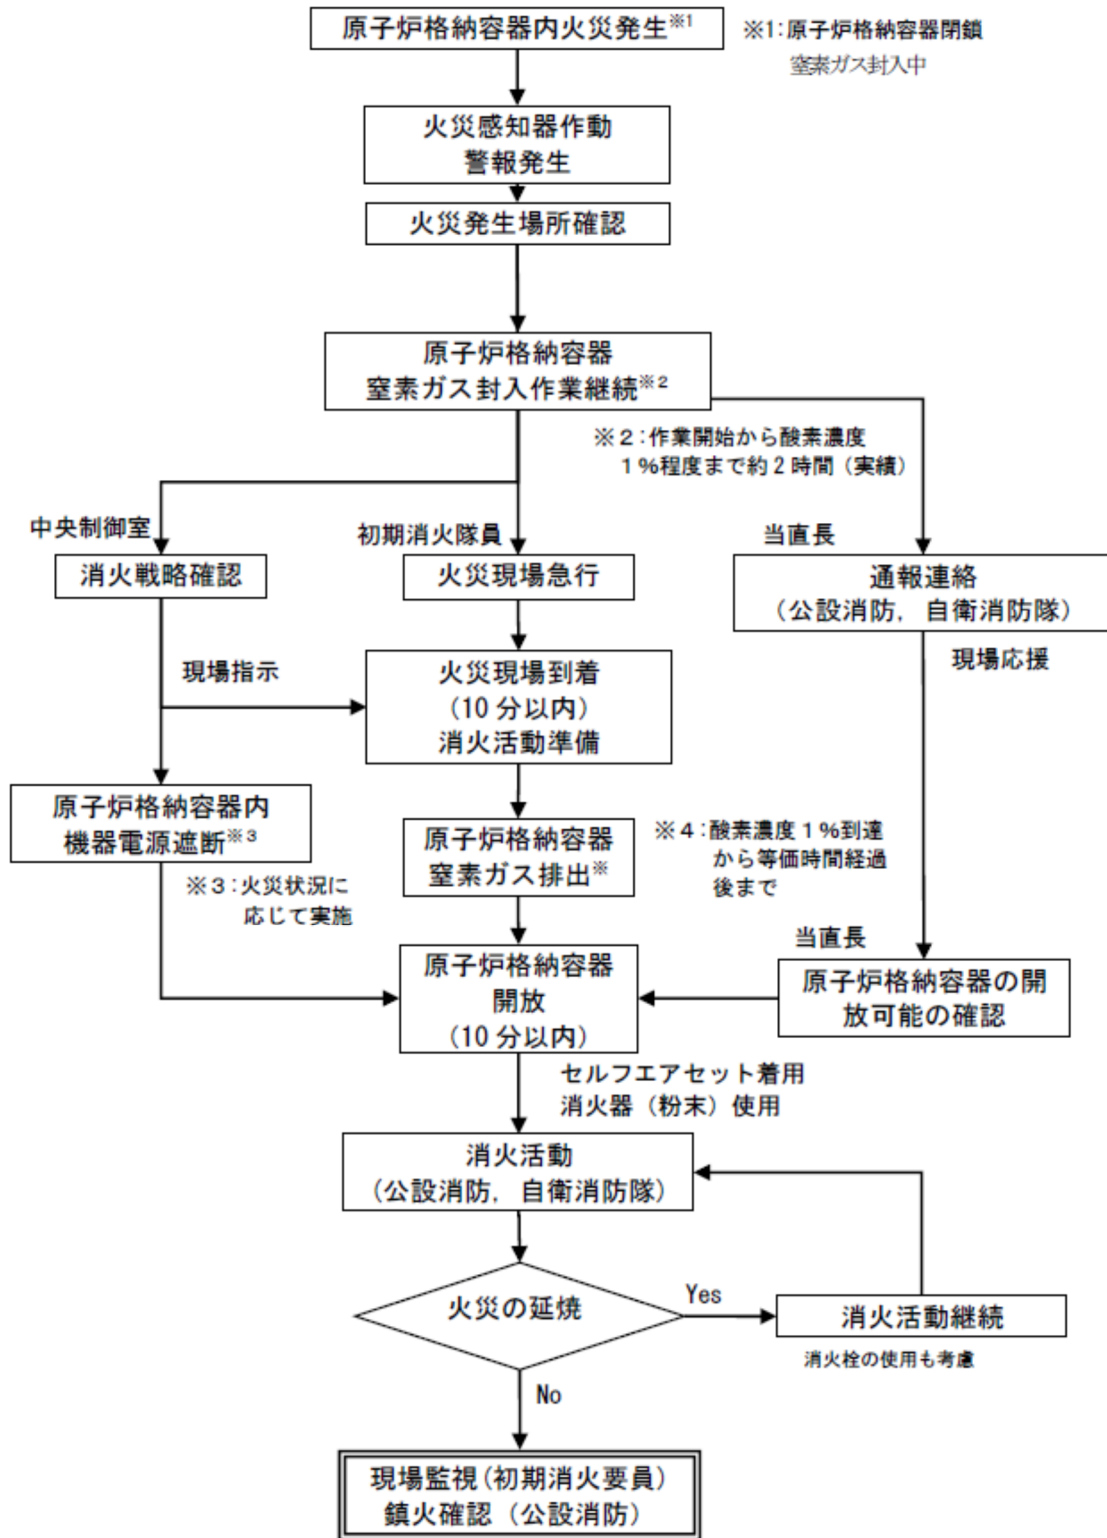 原子炉格納容器内火災発生※1
※1：原子炉格納容器閉鎖
窒素ガス封入中
火災感知器作動
警報発生
火災発生場所確認
原子炉格納容器
窒素ガス封入作業継続※2
※２：作業開始から酸素濃度
１％程度まで約２時間（実績）
中央制御室
初期消火隊員
当直長
消火戦略確認
火災現場急行
通報連絡
（公設消防，自衛消防隊）
現場指示
現場応援
火災現場到着
（10 分以内）
消火活動準備
原子炉格納容器内
機器電源遮断※３
※３：火災状況に
応じて実施
原子炉格納容器
窒素ガス排出※
※４：酸素濃度１％到達
から等価時間経過
後まで
当直長
原子炉格納容器の開
放可能の確認
原子炉格納容器
開放
（10 分以内）
セルフエアセット着用
消火器（粉末）使用
消火活動
（公設消防，自衛消防隊）
火災の延焼
Yes
消火活動継続
消火栓の使用も考慮
No
現場監視(初期消火要員)
鎮火確認（公設消防）